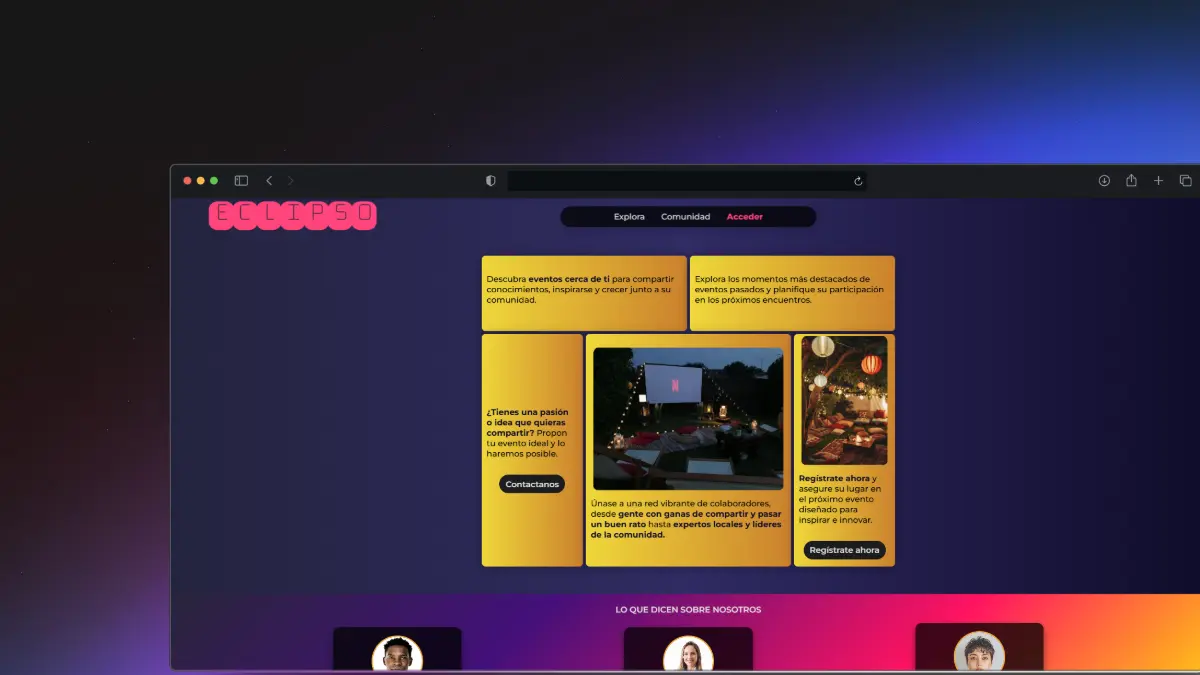 ECLIPSO
Explora Comunidad Acceder
Descubra eventos cerca de ti para compartir
conocimientos, inspirarse y crecer junto a su
comunidad.
Explora los momentos más destacados de
eventos pasados y planifique su participación
en los próximos encuentros.
¿Tienes una pasión
o idea que quieras
compartir? Propon
tu evento ideal y lo
haremos posible.
Contactanos
N
Únase a una red vibrante de colaboradores,
desde gente con ganas de compartir y pasar
un buen rato hasta expertos locales y líderes
de la comunidad.
Regístrate ahora y
asegure su lugar en
el próximo evento
diseñado para
inspirar e innovar.
Regístrate ahora
LO QUE DICEN SOBRE NOSOTROS